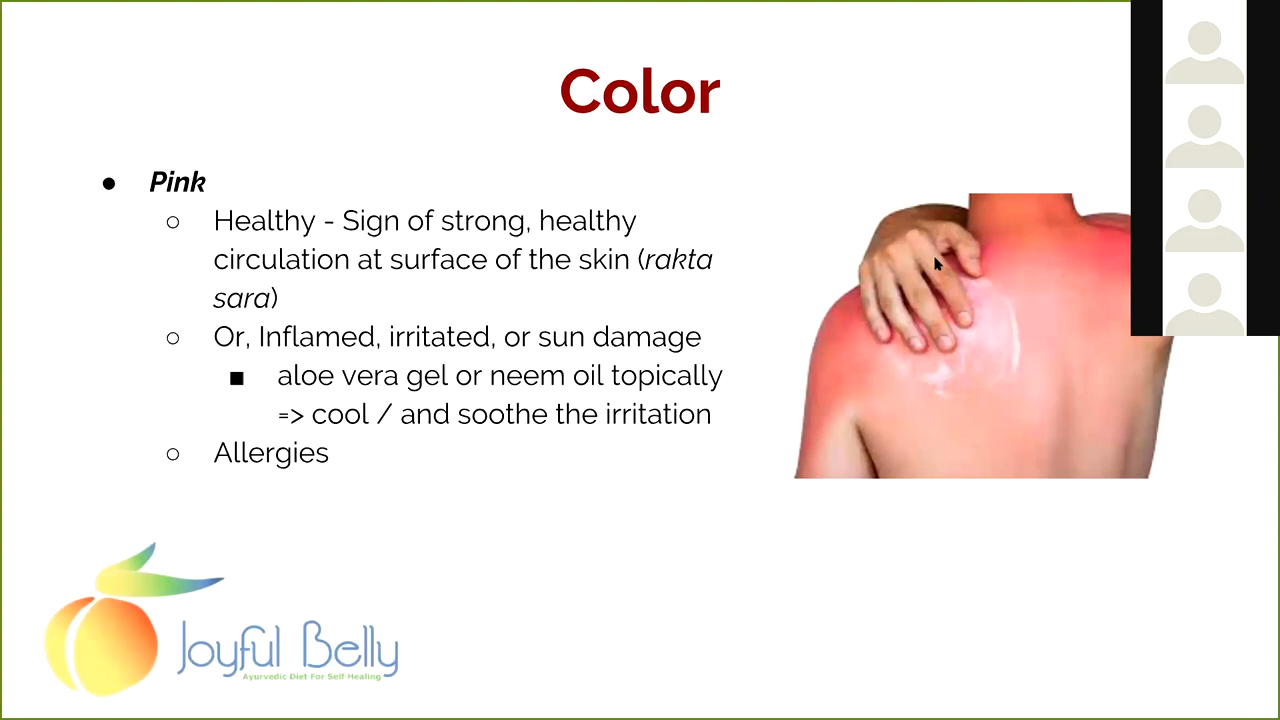 Color
● Pink
○ Healthy - Sign of strong, healthy
circulation at surface of the skin (rakta
sara)
○ Or, Inflamed, irritated, or sun damage
■ aloe vera gel or neem oil topically
=> cool / and soothe the irritation
○ Allergies
Joyful Belly
Ayurvedic Diet For Self Healing